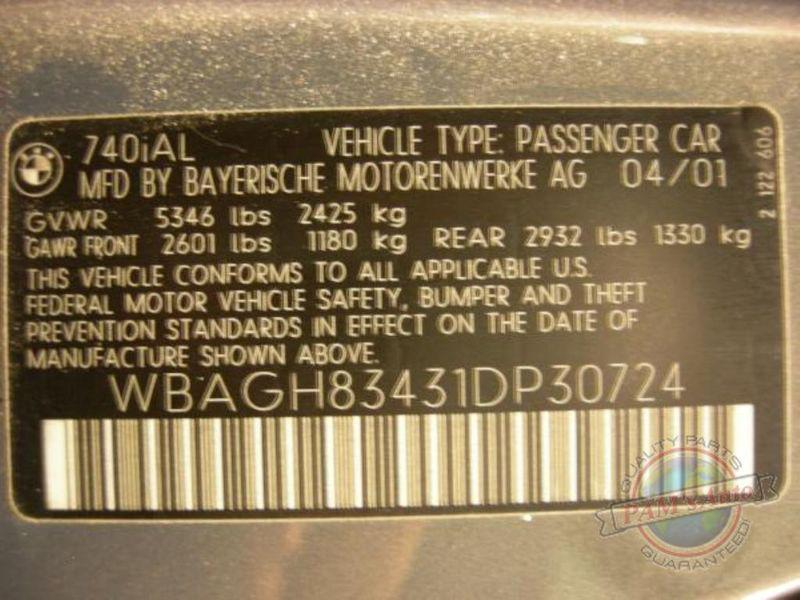 740iAL VEHICLE TYPE: PASSENGER CAR
MFD BY BAYERISCHE MOTORENWERKE AG 04/01
GVWR 5346 lbs 2425 kg
GAWR FRONT 2601 lbs 1180 kg REAR 2932 lbs 1330 kg
THIS VEHICLE CONFORMS TO ALL APPLICABLE U.S.
FEDERAL MOTOR VEHICLE SAFETY, BUMPER AND THEFT
PREVENTION STANDARDS IN EFFECT ON THE DATE OF
MANUFACTURE SHOWN ABOVE.
WBAGH83431DP30724
2 122 606
QUALITY PARTS
PAM'S Auto
GUARANTEED!